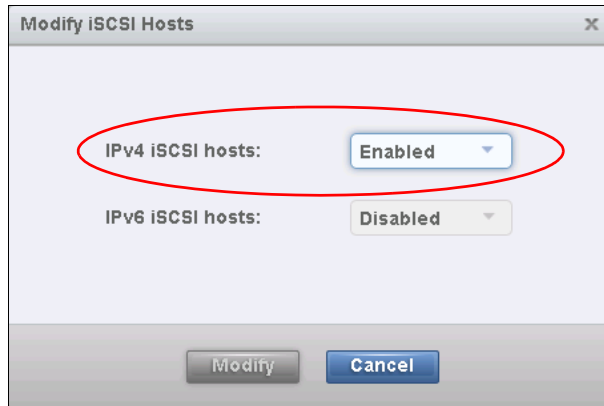 Modify iSCSI Hosts x
IPv4 iSCSI hosts: Enabled
IPv6 iSCSI hosts: Disabled
Modify Cancel